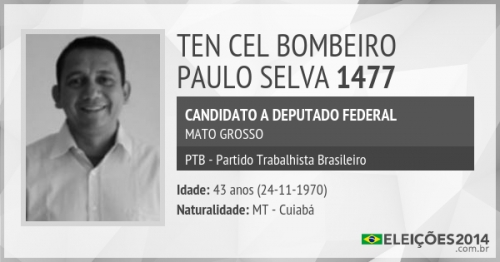 TEN CEL BOMBEIRO
PAULO SELVA 1477
CANDIDATO A DEPUTADO FEDERAL
MATO GROSSO
PTB - Partido Trabalhista Brasileiro
Idade: 43 anos (24-11-1970)
Naturalidade: MT - Cuiabá
ELEIÇÕES2014
.com.br